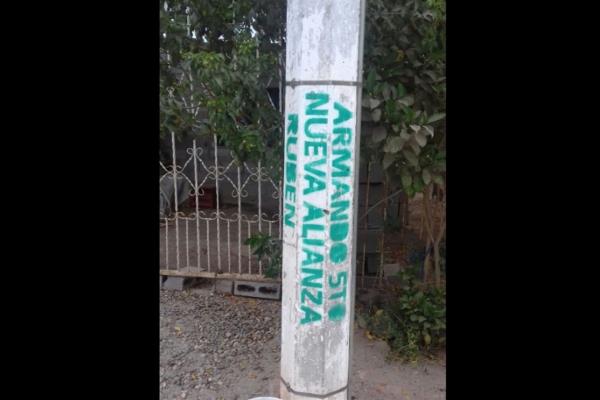 ARMANDO 5TO
NUEVA ALIANZA
RUBEN